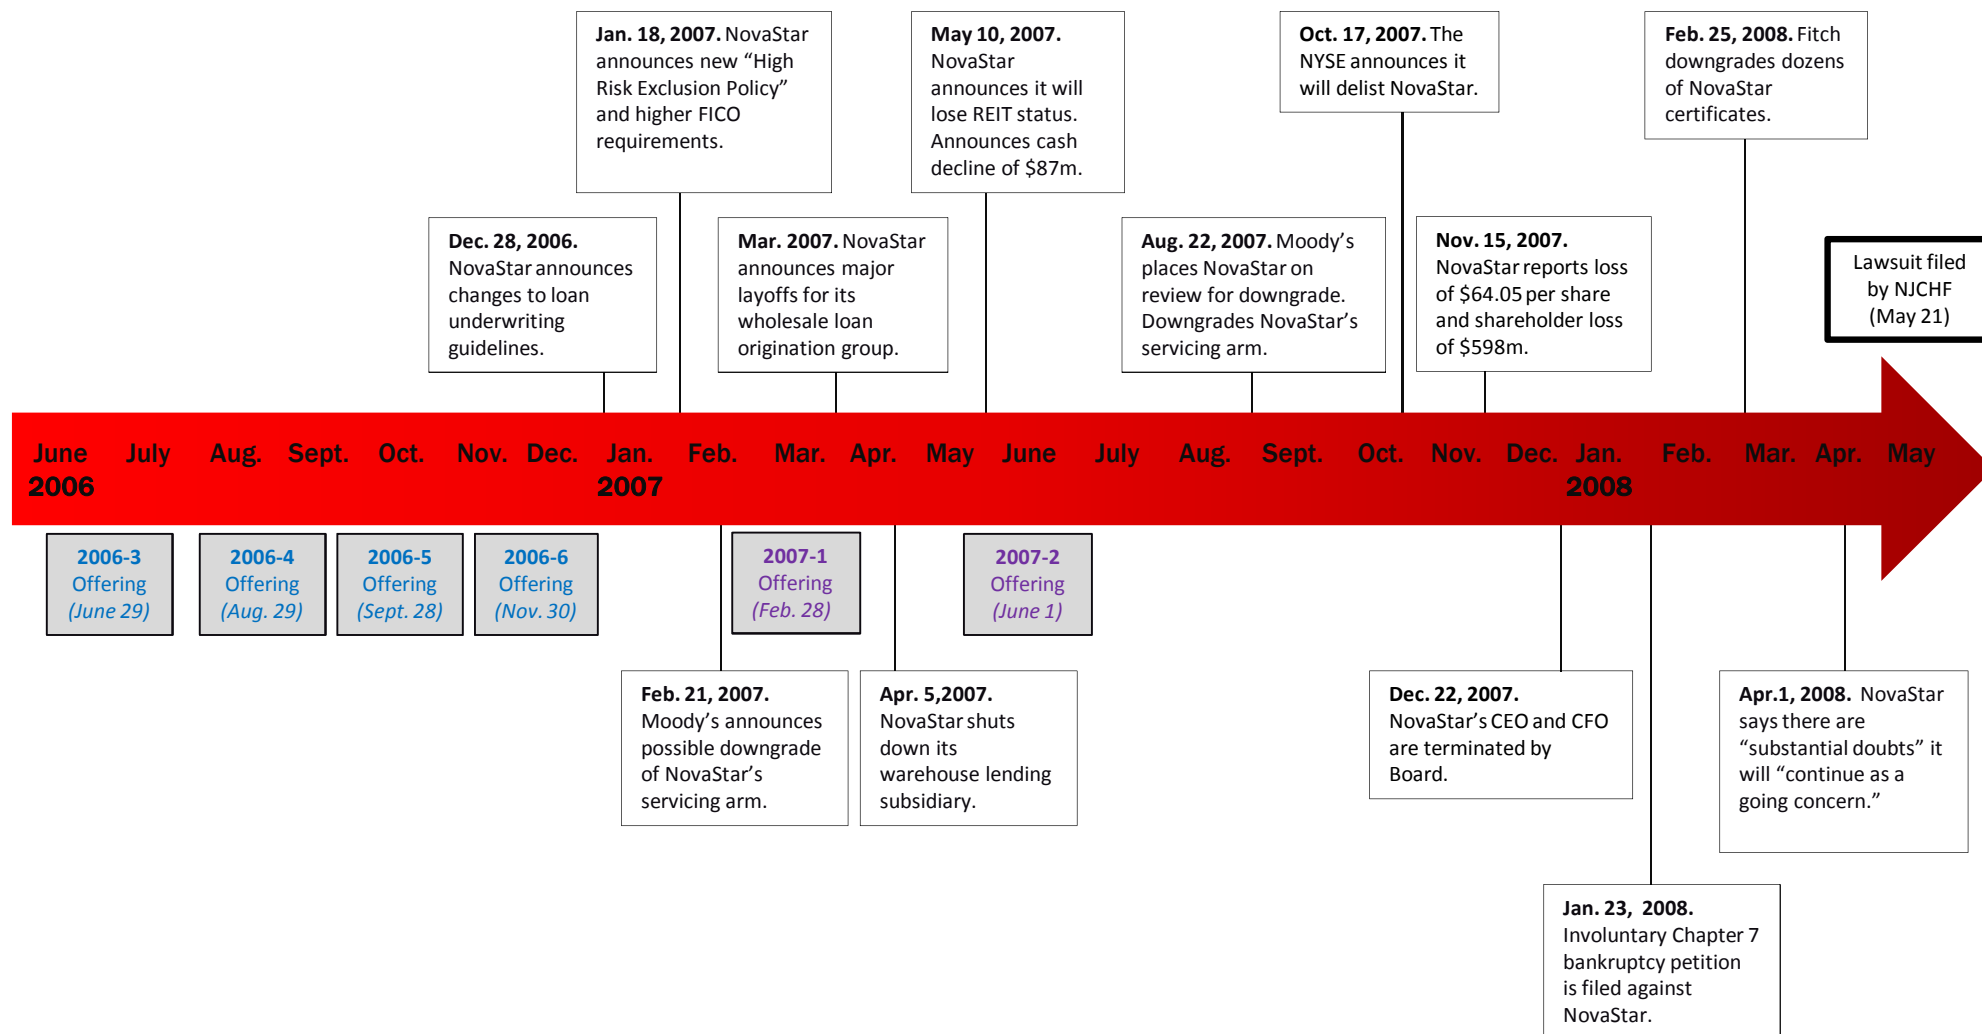 Jan. 18, 2007. NovaStar
announces new “High
Risk Exclusion Policy”
and higher FICO
requirements.
May 10, 2007.
NovaStar
announces it will
lose REIT status.
Announces cash
decline of $87m.
Oct. 17, 2007. The
NYSE announces it
will delist NovaStar.
Feb. 25, 2008. Fitch
downgrades dozens
of NovaStar
certificates.
Dec. 28, 2006.
NovaStar announces
changes to loan
underwriting
guidelines.
Mar. 2007. NovaStar
announces major
layoffs for its
wholesale loan
origination group.
Aug. 22, 2007. Moody’s
places NovaStar on
review for downgrade.
Downgrades NovaStar’s
servicing arm.
Nov. 15, 2007.
NovaStar reports loss
of $64.05 per share
and shareholder loss
of $598m.
Lawsuit filed
by NJCHF
(May 21)
June July Aug. Sept. Oct. Nov. Dec. Jan. Feb. Mar. Apr. May June July Aug. Sept. Oct. Nov. Dec. Jan. Feb. Mar. Apr. May
2006 2007 2008
2006-3
Offering
(June 29)
2006-4
Offering
(Aug. 29)
2006-5
Offering
(Sept. 28)
2006-6
Offering
(Nov. 30)
2007-1
Offering
(Feb. 28)
2007-2
Offering
(June 1)
Feb. 21, 2007.
Moody’s announces
possible downgrade
of NovaStar’s
servicing arm.
Apr. 5,2007.
NovaStar shuts
down its
warehouse lending
subsidiary.
Dec. 22, 2007.
NovaStar’s CEO and CFO
are terminated by
Board.
Apr.1, 2008. NovaStar
says there are
“substantial doubts” it
will “continue as a
going concern.”
Jan. 23, 2008.
Involuntary Chapter 7
bankruptcy petition
is filed against
NovaStar.